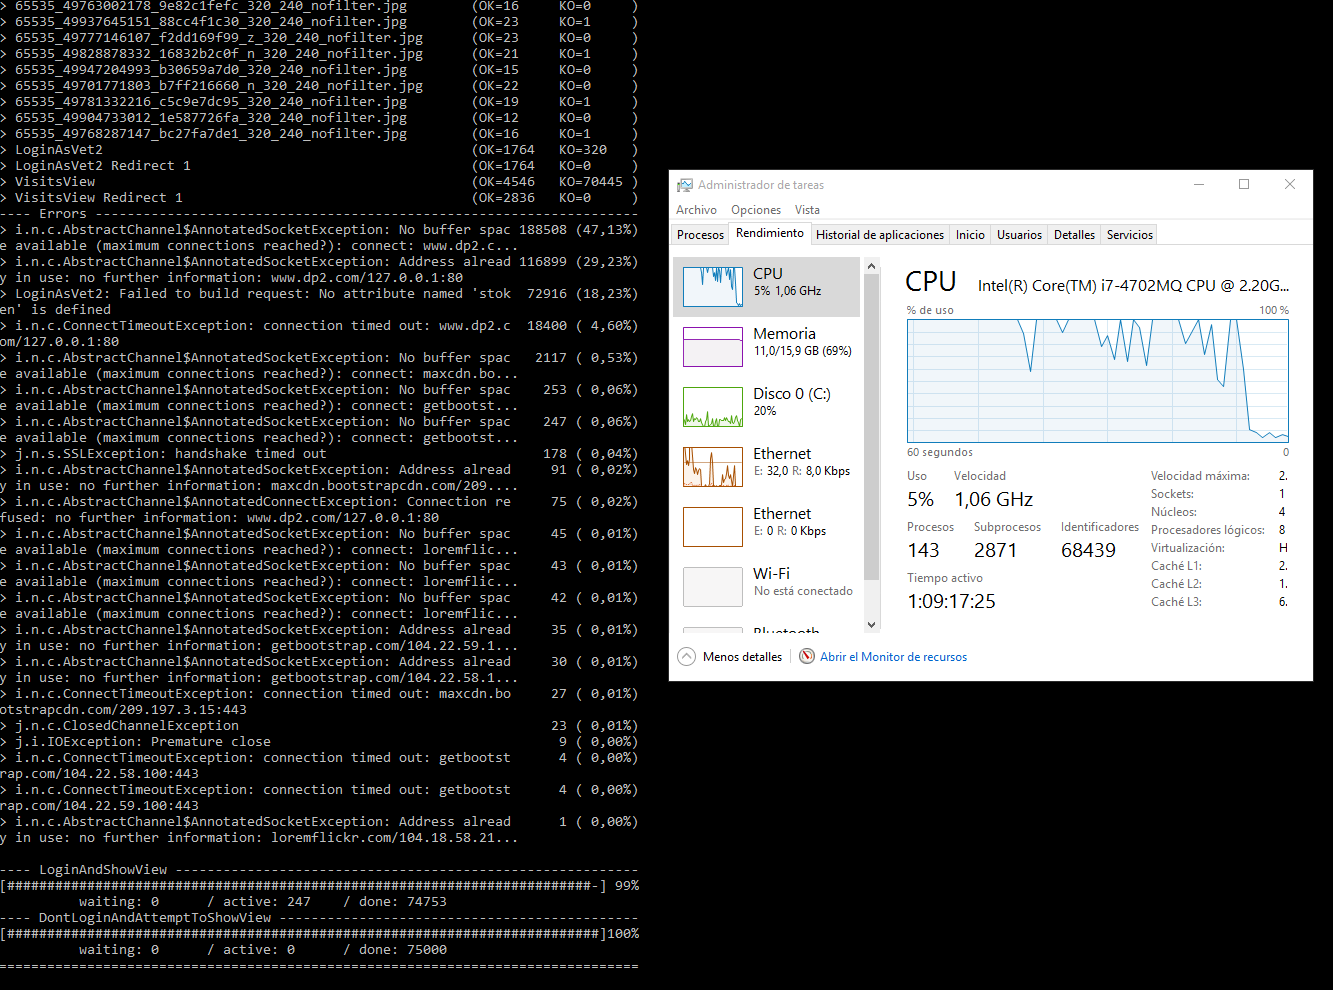 > 65535_49763002178_9e82c1fefc_320_240_nofilter.jpg (OK=16 KO=0 )
> 65535_49937645151_88cc4f1c30_320_240_nofilter.jpg (OK=23 KO=1 )
> 65535_49777146107_f2dd169f99_z_320_240_nofilter.jpg (OK=23 KO=0 )
> 65535_49828878332_16832b2c0f_n_320_240_nofilter.jpg (OK=21 KO=1 )
> 65535_49947204993_b30659a7d0_320_240_nofilter.jpg (OK=15 KO=0 )
> 65535_49701771803_b7ff216660_n_320_240_nofilter.jpg (OK=22 KO=0 )
> 65535_49781332216_c5c9e7dc95_320_240_nofilter.jpg (OK=19 KO=1 )
> 65535_49904733012_1e587726fa_320_240_nofilter.jpg (OK=12 KO=0 )
> 65535_49768287147_bc27fa7de1_320_240_nofilter.jpg (OK=16 KO=1 )
> LoginAsVet2 (OK=1764 KO=320 )
> LoginAsVet2 Redirect 1 (OK=1764 KO=0 )
> VisitsView (OK=4546 KO=70445 )
> VisitsView Redirect 1 (OK=2836 KO=0 )
---- Errors --------------------------------------------------------------------
> i.n.c.AbstractChannel$AnnotatedSocketException: No buffer spac 188508 (47,13%)
e available (maximum connections reached?): connect: www.dp2.c...
> i.n.c.AbstractChannel$AnnotatedSocketException: Address alread 116899 (29,23%)
y in use: no further information: www.dp2.com/127.0.0.1:80
> LoginAsVet2: Failed to build request: No attribute named 'stok 72916 (18,23%)
en' is defined
> i.n.c.ConnectTimeoutException: connection timed out: www.dp2.c 18400 ( 4,60%)
om/127.0.0.1:80
> i.n.c.AbstractChannel$AnnotatedSocketException: No buffer spac 2117 ( 0,53%)
e available (maximum connections reached?): connect: maxcdn.bo...
> i.n.c.AbstractChannel$AnnotatedSocketException: No buffer spac 253 ( 0,06%)
e available (maximum connections reached?): connect: getbootst...
> i.n.c.AbstractChannel$AnnotatedSocketException: No buffer spac 247 ( 0,06%)
e available (maximum connections reached?): connect: getbootst...
> j.n.s.SSLException: handshake timed out 178 ( 0,04%)
> i.n.c.AbstractChannel$AnnotatedSocketException: Address alread 91 ( 0,02%)
y in use: no further information: maxcdn.bootstrapcdn.com/209....
> i.n.c.AbstractChannel$AnnotatedConnectException: Connection re 75 ( 0,02%)
fused: no further information: www.dp2.com/127.0.0.1:80
> i.n.c.AbstractChannel$AnnotatedSocketException: No buffer spac 45 ( 0,01%)
e available (maximum connections reached?): connect: loremflic...
> i.n.c.AbstractChannel$AnnotatedSocketException: No buffer spac 43 ( 0,01%)
e available (maximum connections reached?): connect: loremflic...
> i.n.c.AbstractChannel$AnnotatedSocketException: No buffer spac 42 ( 0,01%)
e available (maximum connections reached?): connect: loremflic...
> i.n.c.AbstractChannel$AnnotatedSocketException: Address alread 35 ( 0,01%)
y in use: no further information: getbootstrap.com/104.22.59.1...
> i.n.c.AbstractChannel$AnnotatedSocketException: Address alread 30 ( 0,01%)
y in use: no further information: getbootstrap.com/104.22.58.1...
> i.n.c.ConnectTimeoutException: connection timed out: maxcdn.bo 27 ( 0,01%)
otstrapcdn.com/209.197.3.15:443
> j.n.c.ClosedChannelException 23 ( 0,01%)
> j.i.IOException: Premature close 9 ( 0,00%)
> i.n.c.ConnectTimeoutException: connection timed out: getbootst 4 ( 0,00%)
rap.com/104.22.58.100:443
> i.n.c.ConnectTimeoutException: connection timed out: getbootst 4 ( 0,00%)
rap.com/104.22.59.100:443
> i.n.c.AbstractChannel$AnnotatedSocketException: Address alread 1 ( 0,00%)
y in use: no further information: loremflickr.com/104.18.58.21...
---- LoginAndShowView ----------------------------------------------------------
[##########################################################################-] 99%
waiting: 0 / active: 247 / done: 74753
---- DontLoginAndAttemptToShowView ---------------------------------------------
[###########################################################################]100%
waiting: 0 / active: 0 / done: 75000
================================================================================
Administrador de tareas
Archivo Opciones Vista
Procesos Rendimiento Historial de aplicaciones Inicio Usuarios Detalles Servicios
CPU
5% 1,06 GHz
Memoria
11,0/15,9 GB (69%)
Disco 0 (C:)
20%
Ethernet
E: 32,0 R: 8,0 Kbps
Ethernet
E: 0 R: 0 Kbps
Wi-Fi
No está conectado
Bluetooth
CPU Intel(R) Core(TM) i7-4702MQ CPU @ 2.20G...
% de uso 100 %
60 segundos 0
Uso Velocidad
5% 1,06 GHz
Procesos Subprocesos Identificadores
143 2871 68439
Tiempo activo
1:09:17:25
Velocidad máxima: 2.
Sockets: 1
Núcleos: 4
Procesadores lógicos: 8
Virtualización: H
Caché L1: 2.
Caché L2: 1.
Caché L3: 6.
Menos detalles Abrir el Monitor de recursos